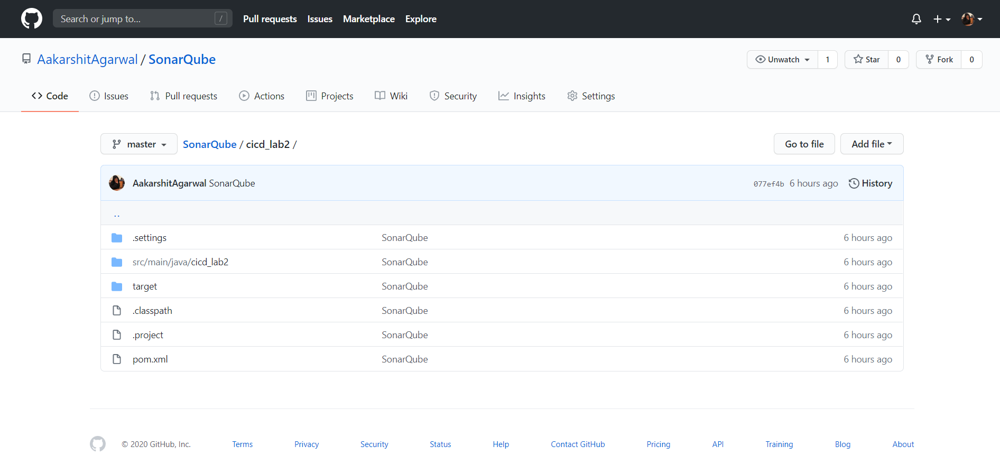 Search or jump to... /
Pull requests Issues Marketplace Explore
AakarshitAgarwal / SonarQube
Unwatch 1 Star 0 Fork 0
Code Issues Pull requests Actions Projects Wiki Security Insights Settings
master SonarQube / cicd_lab2 / Go to file Add file
AakarshitAgarwal SonarQube 077ef4b 6 hours ago History
..
.settings SonarQube 6 hours ago
src/main/java/cicd_lab2 SonarQube 6 hours ago
target SonarQube 6 hours ago
.classpath SonarQube 6 hours ago
.project SonarQube 6 hours ago
pom.xml SonarQube 6 hours ago
© 2020 GitHub, Inc. Terms Privacy Security Status Help Contact GitHub Pricing API Training Blog About